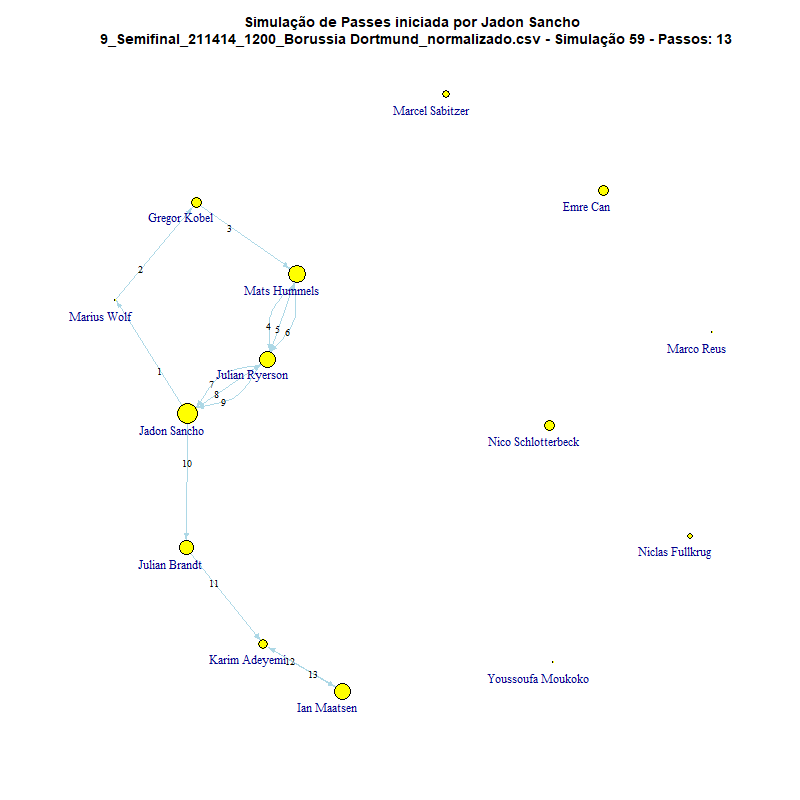 Simulação de Passes iniciada por Jadon Sancho
9_Semifinal_211414_1200_Borussia Dortmund_normalizado.csv - Simulação 59 - Passos: 13
Marcel Sabitzer
Emre Can
Gregor Kobel
3
2
Mats Hummels
Marius Wolf
4
5
6
Marco Reus
1
Julian Ryerson
7
8
9
Jadon Sancho
Nico Schlotterbeck
10
Niclas Fullkrug
Julian Brandt
11
Karim Adeyemi
12
13
Youssoufa Moukoko
Ian Maatsen